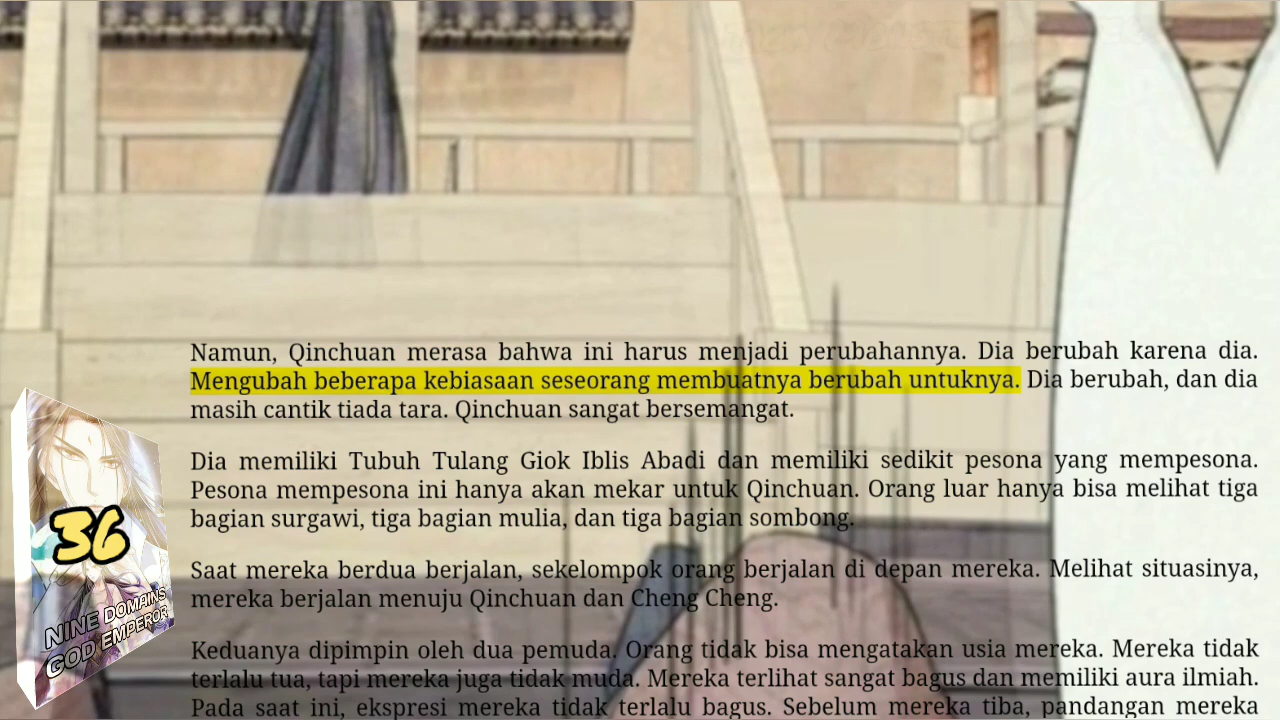 Namun, Qinchuan merasa bahwa ini harus menjadi perubahannya. Dia berubah karena dia.
Mengubah beberapa kebiasaan seseorang membuatnya berubah untuknya. Dia berubah, dan dia
masih cantik tiada tara. Qinchuan sangat bersemangat.
Dia memiliki Tubuh Tulang Giok Iblis Abadi dan memiliki sedikit pesona yang mempesona.
Pesona mempesona ini hanya akan mekar untuk Qinchuan. Orang luar hanya bisa melihat tiga
bagian surgawi, tiga bagian mulia, dan tiga bagian sombong.
Saat mereka berdua berjalan, sekelompok orang berjalan di depan mereka. Melihat situasinya,
mereka berjalan menuju Qinchuan dan Cheng Cheng.
Keduanya dipimpin oleh dua pemuda. Orang tidak bisa mengatakan usia mereka. Mereka tidak
terlalu tua, tapi mereka juga tidak muda. Mereka terlihat sangat bagus dan memiliki aura ilmiah.
Pada saat ini, ekspresi mereka tidak terlalu bagus. Sebelum mereka tiba, pandangan mereka
36
NINE DOMAINS
GOD EMPEROR